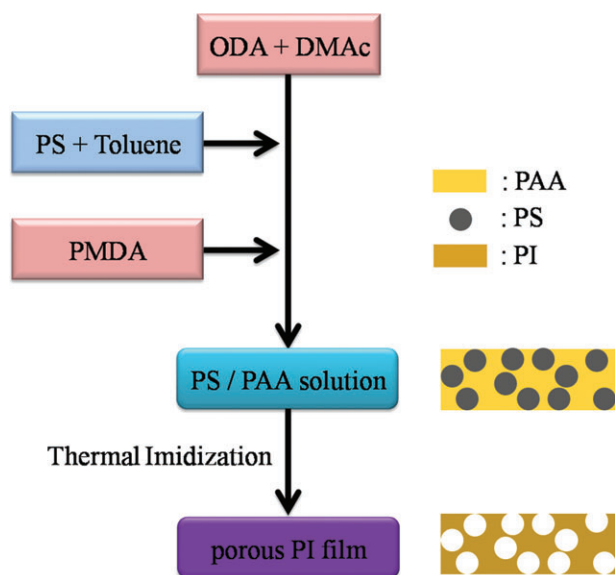 ODA + DMAc
PS + Toluene
PMDA
: PAA
: PS
: PI
PS / PAA solution
Thermal Imidization
porous PI film